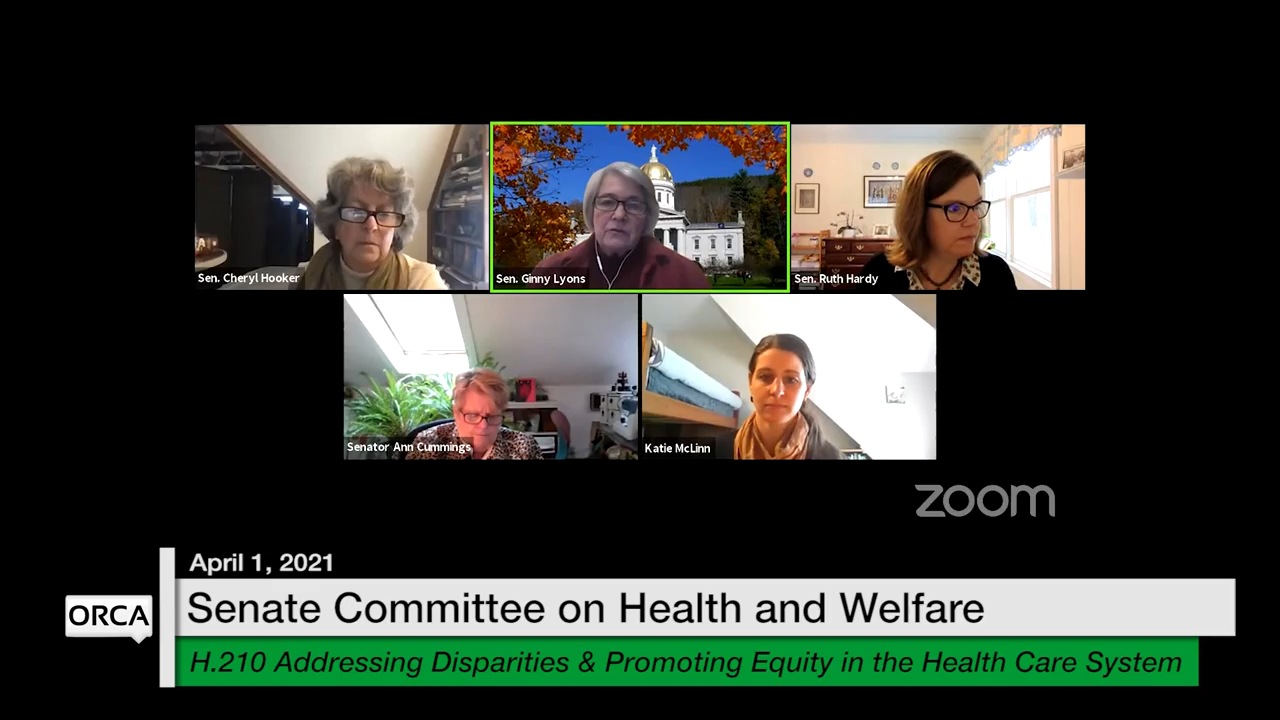 Sen. Cheryl Hooker
Sen. Ginny Lyons
Sen. Ruth Hardy
Senator Ann Cummings
Katie McLinn
zoom
April 1, 2021
ORCA
Senate Committee on Health and Welfare
H.210 Addressing Disparities & Promoting Equity in the Health Care System